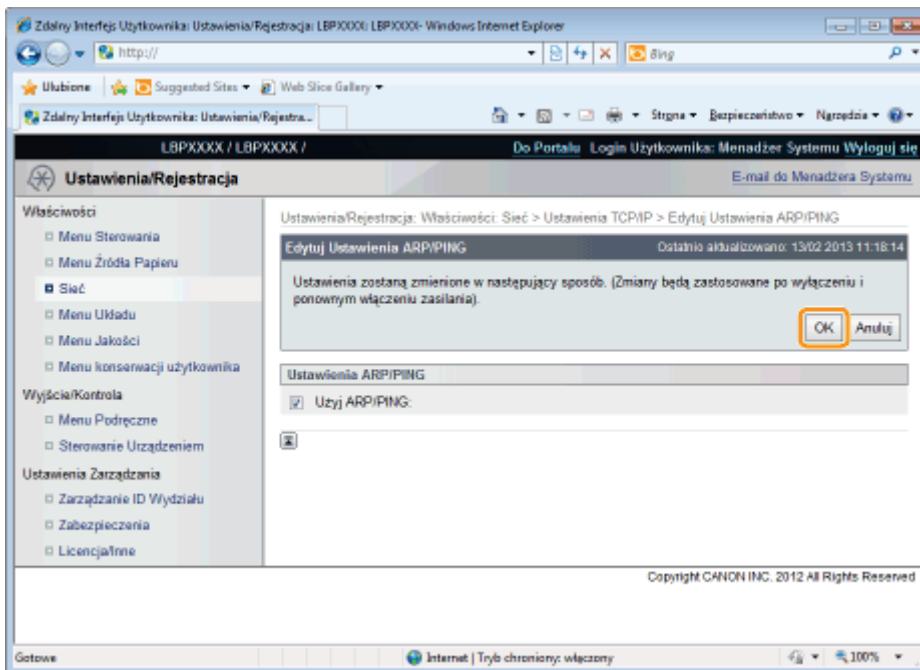 Zdalny Interfejs Użytkownika: Ustawienia/Rejestracja: LBPXXXX: LBPXXXX- Windows Internet Explorer
http://
Bing
Ulubione Suggested Sites Web Slice Gallery
Zdalny Interfejs Użytkownika: Ustawienia/Rejestra... Strona Bezpieczeństwo Narzędzia
LBPXXXX / LBPXXXX / Do Portalu Login Użytkownika: Menadżer Systemu Wyloguj się
Ustawienia/Rejestracja E-mail do Menadżera Systemu
Właściwości
Menu Sterowania
Menu Źródła Papieru
Sieć
Menu Układu
Menu Jakości
Menu konserwacji użytkownika
Wyjście/Kontrola
Menu Podręczne
Sterowanie Urządzeniem
Ustawienia Zarządzania
Zarządzanie ID Wydziału
Zabezpieczenia
Licencja/Inne
Ustawienia/Rejestracja: Właściwości: Sieć > Ustawienia TCP/IP > Edytuj Ustawienia ARP/PING
Edytuj Ustawienia ARP/PING Ostatnio aktualizowano: 13/02 2013 11:18:14
Ustawienia zostaną zmienione w następujący sposób. (Zmiany będą zastosowane po wyłączeniu i
ponownym włączeniu zasilania).
OK Anuluj
Ustawienia ARP/PING
Użyj ARP/PING:
Copyright CANON INC. 2012 All Rights Reserved
Gotowe Internet | Tryb chroniony: włączony 100%